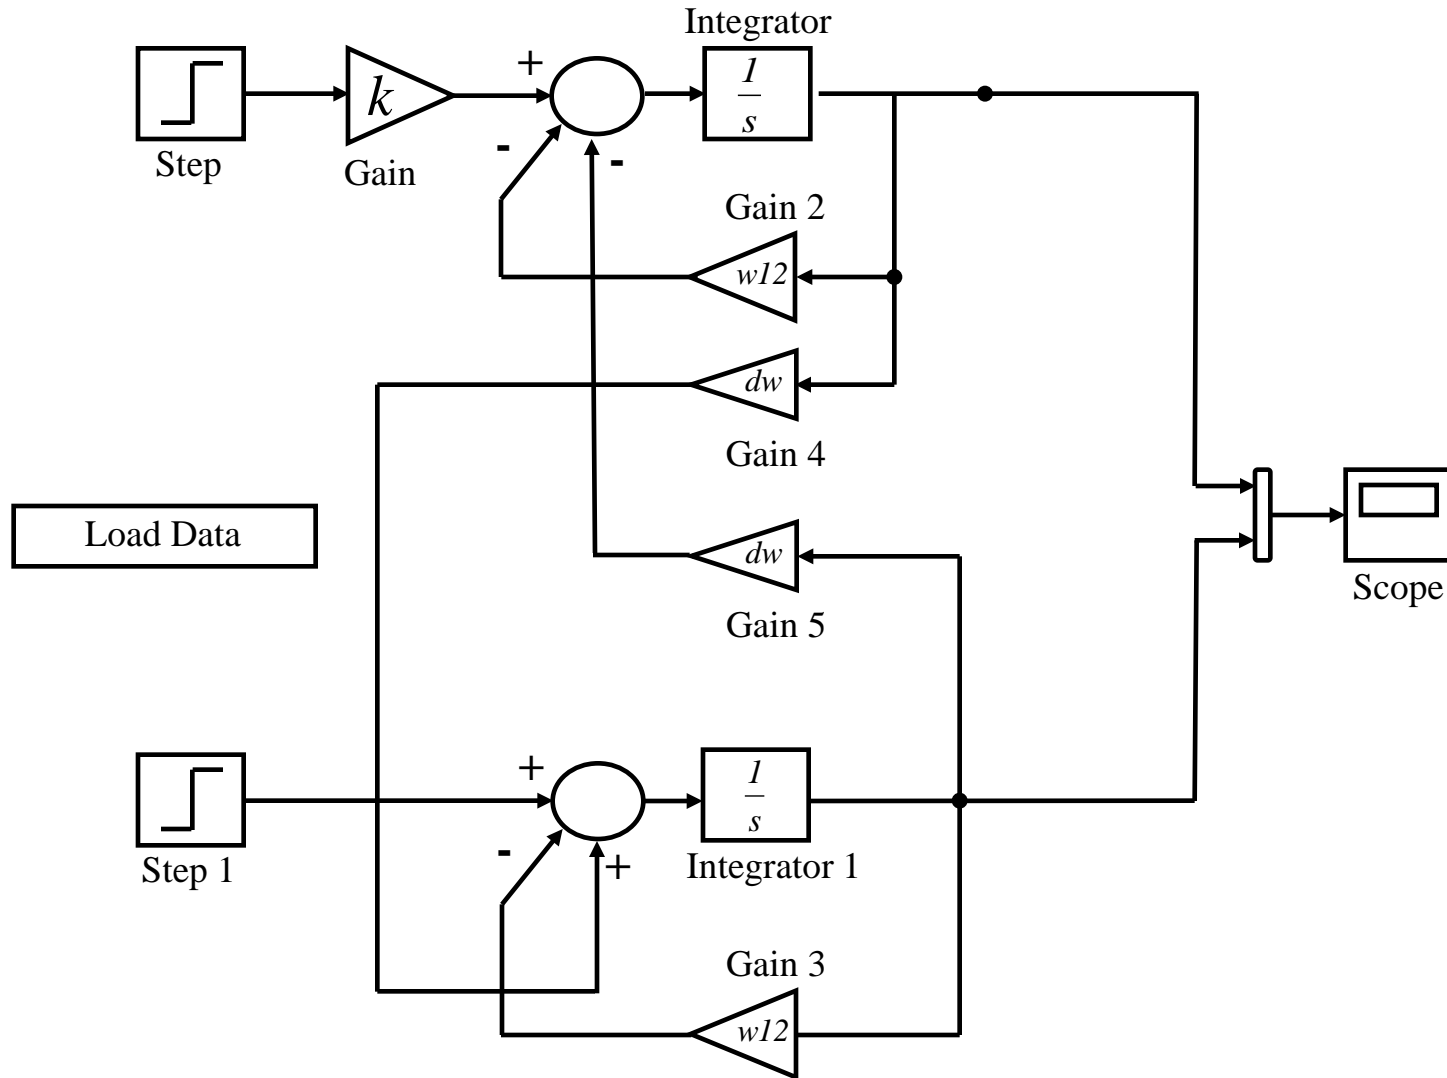 Integrator
+
k
1
s
Step
Gain
-
-
Gain 2
w12
dw
Gain 4
Load Data
dw
Gain 5
Scope
+
1
s
Step 1
-
+
Integrator 1
Gain 3
w12